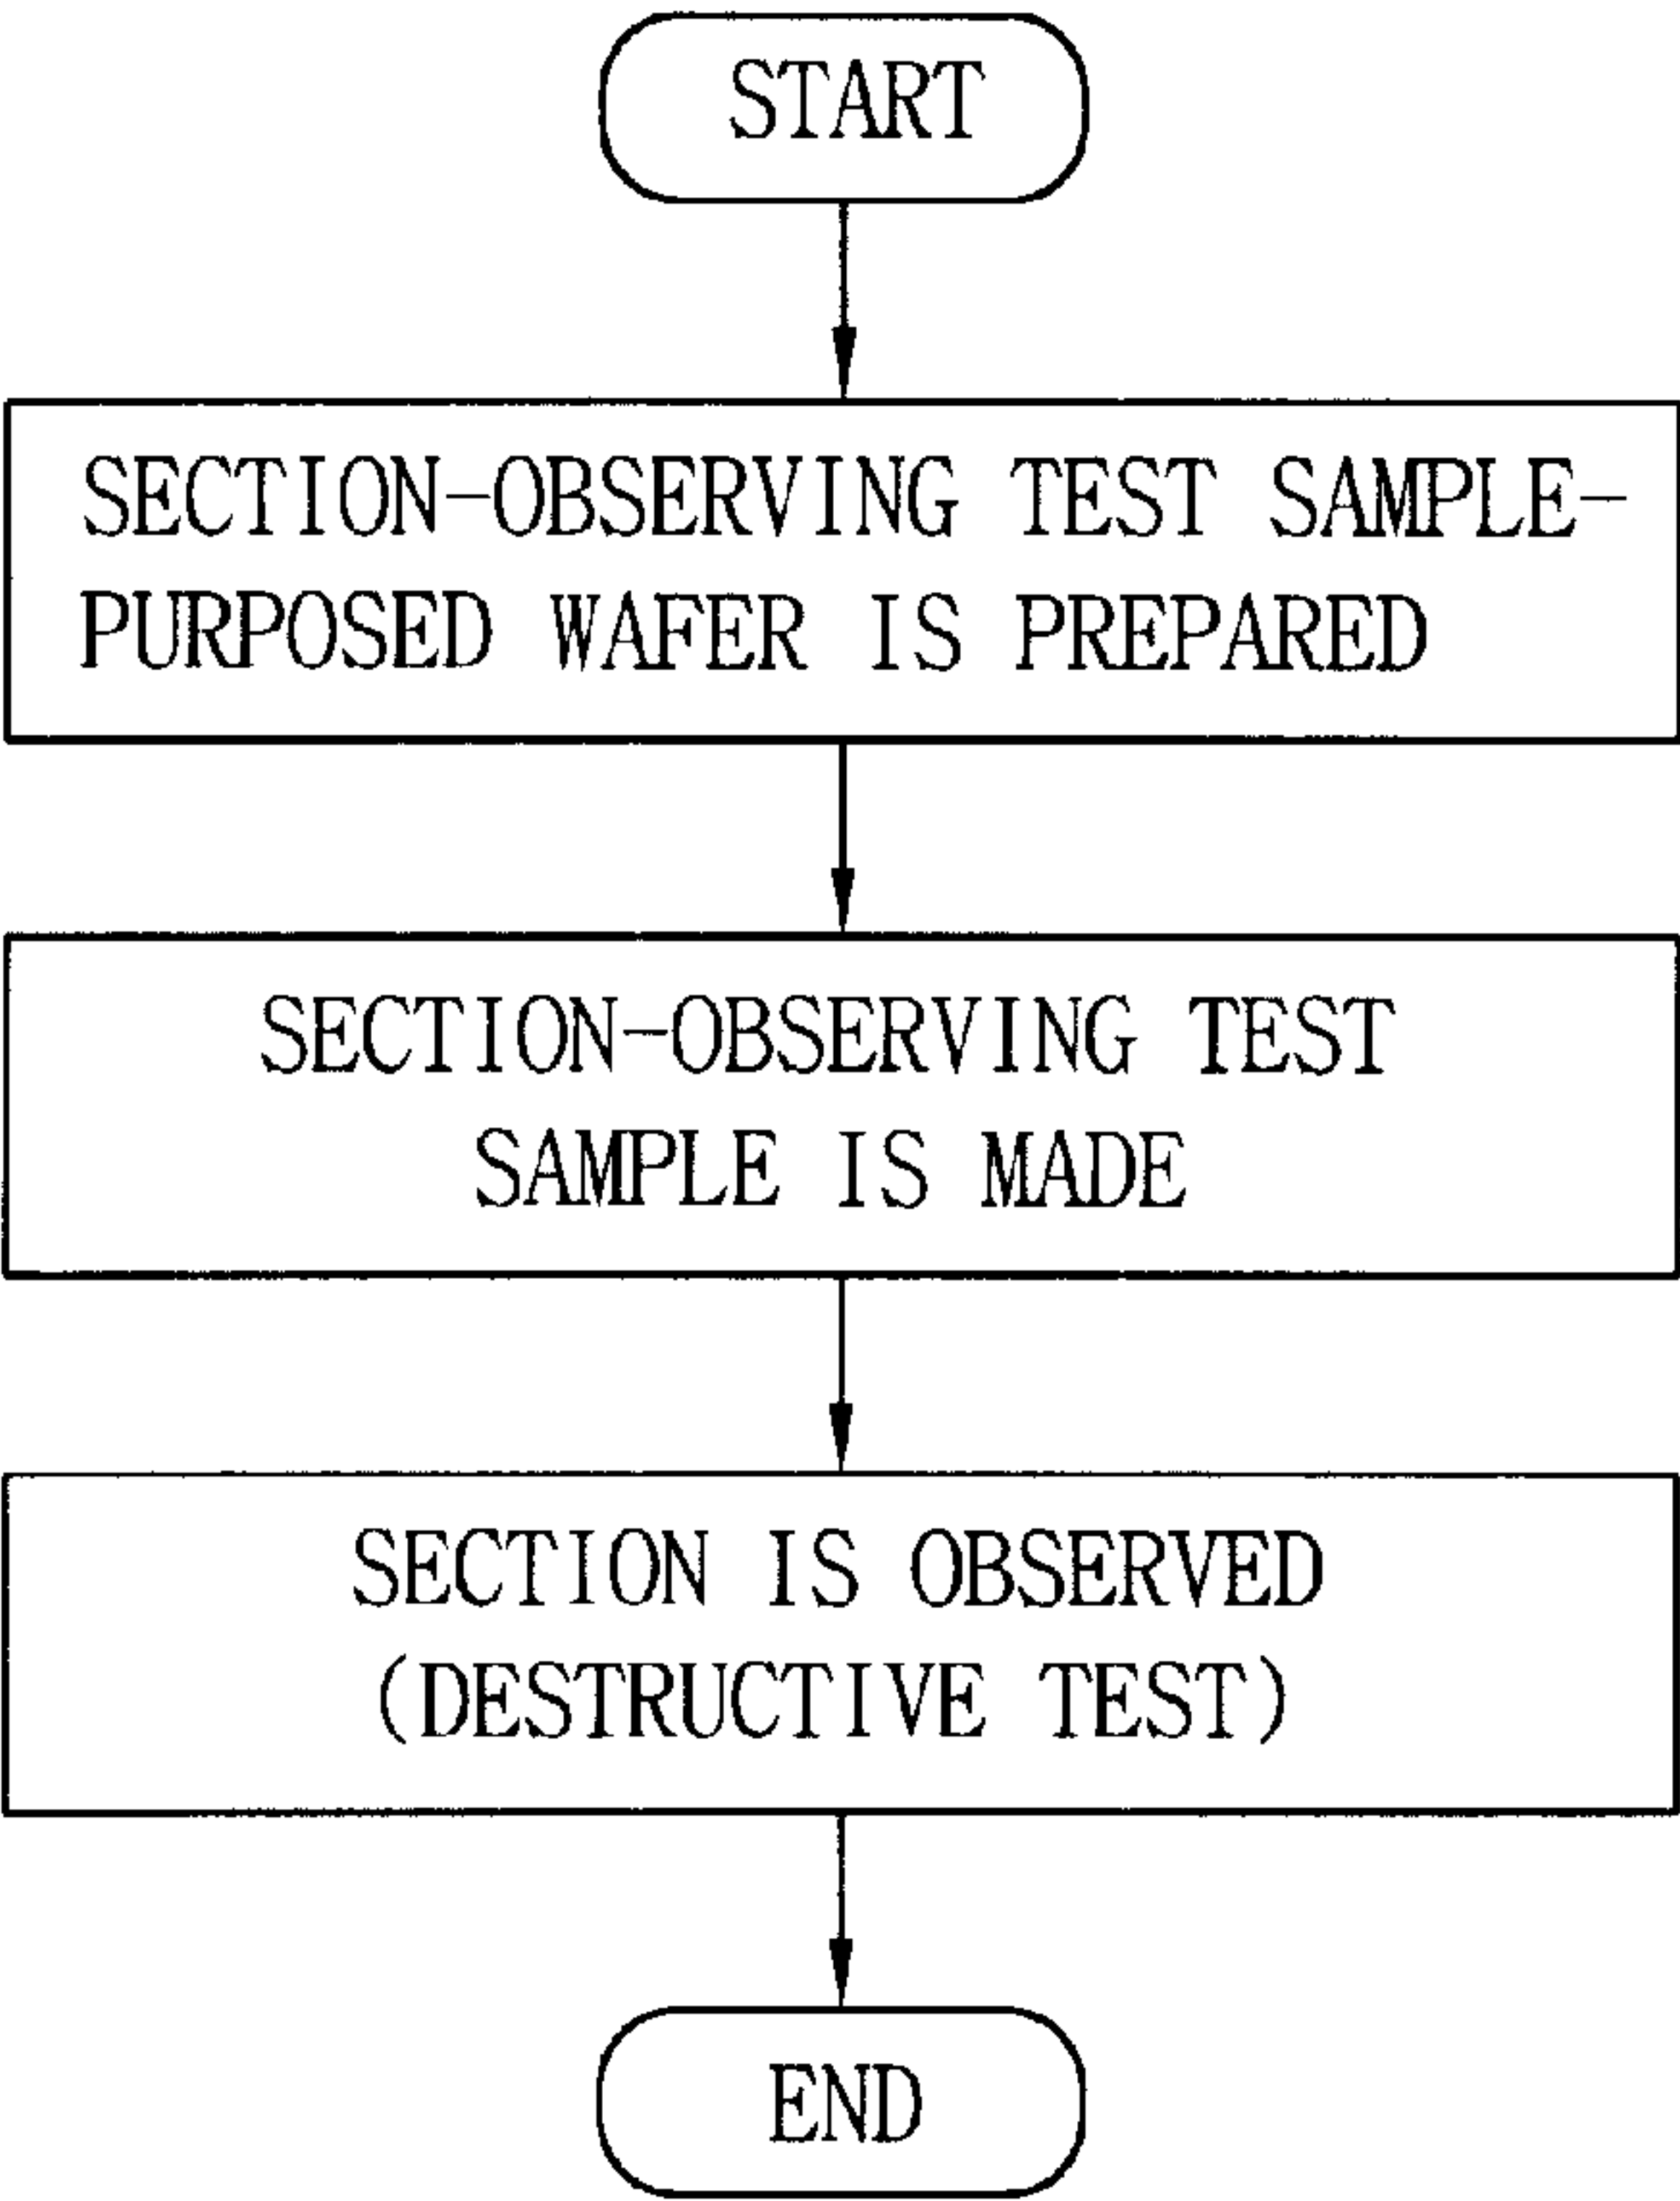 START
SECTION-OBSERVING TEST SAMPLE-
PURPOSED WAFER IS PREPARED
SECTION-OBSERVING TEST
SAMPLE IS MADE
SECTION IS OBSERVED
(DESTRUCTIVE TEST)
END